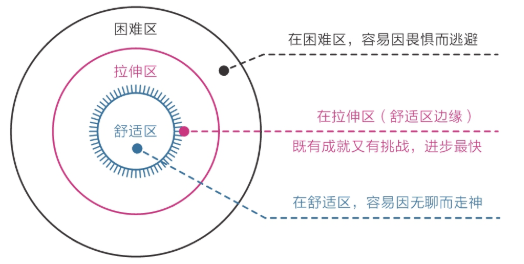 困难区
拉伸区
舒适区
在困难区，容易因畏惧而逃避
在拉伸区（舒适区边缘）
既有成就又有挑战，进步最快
在舒适区，容易因无聊而走神